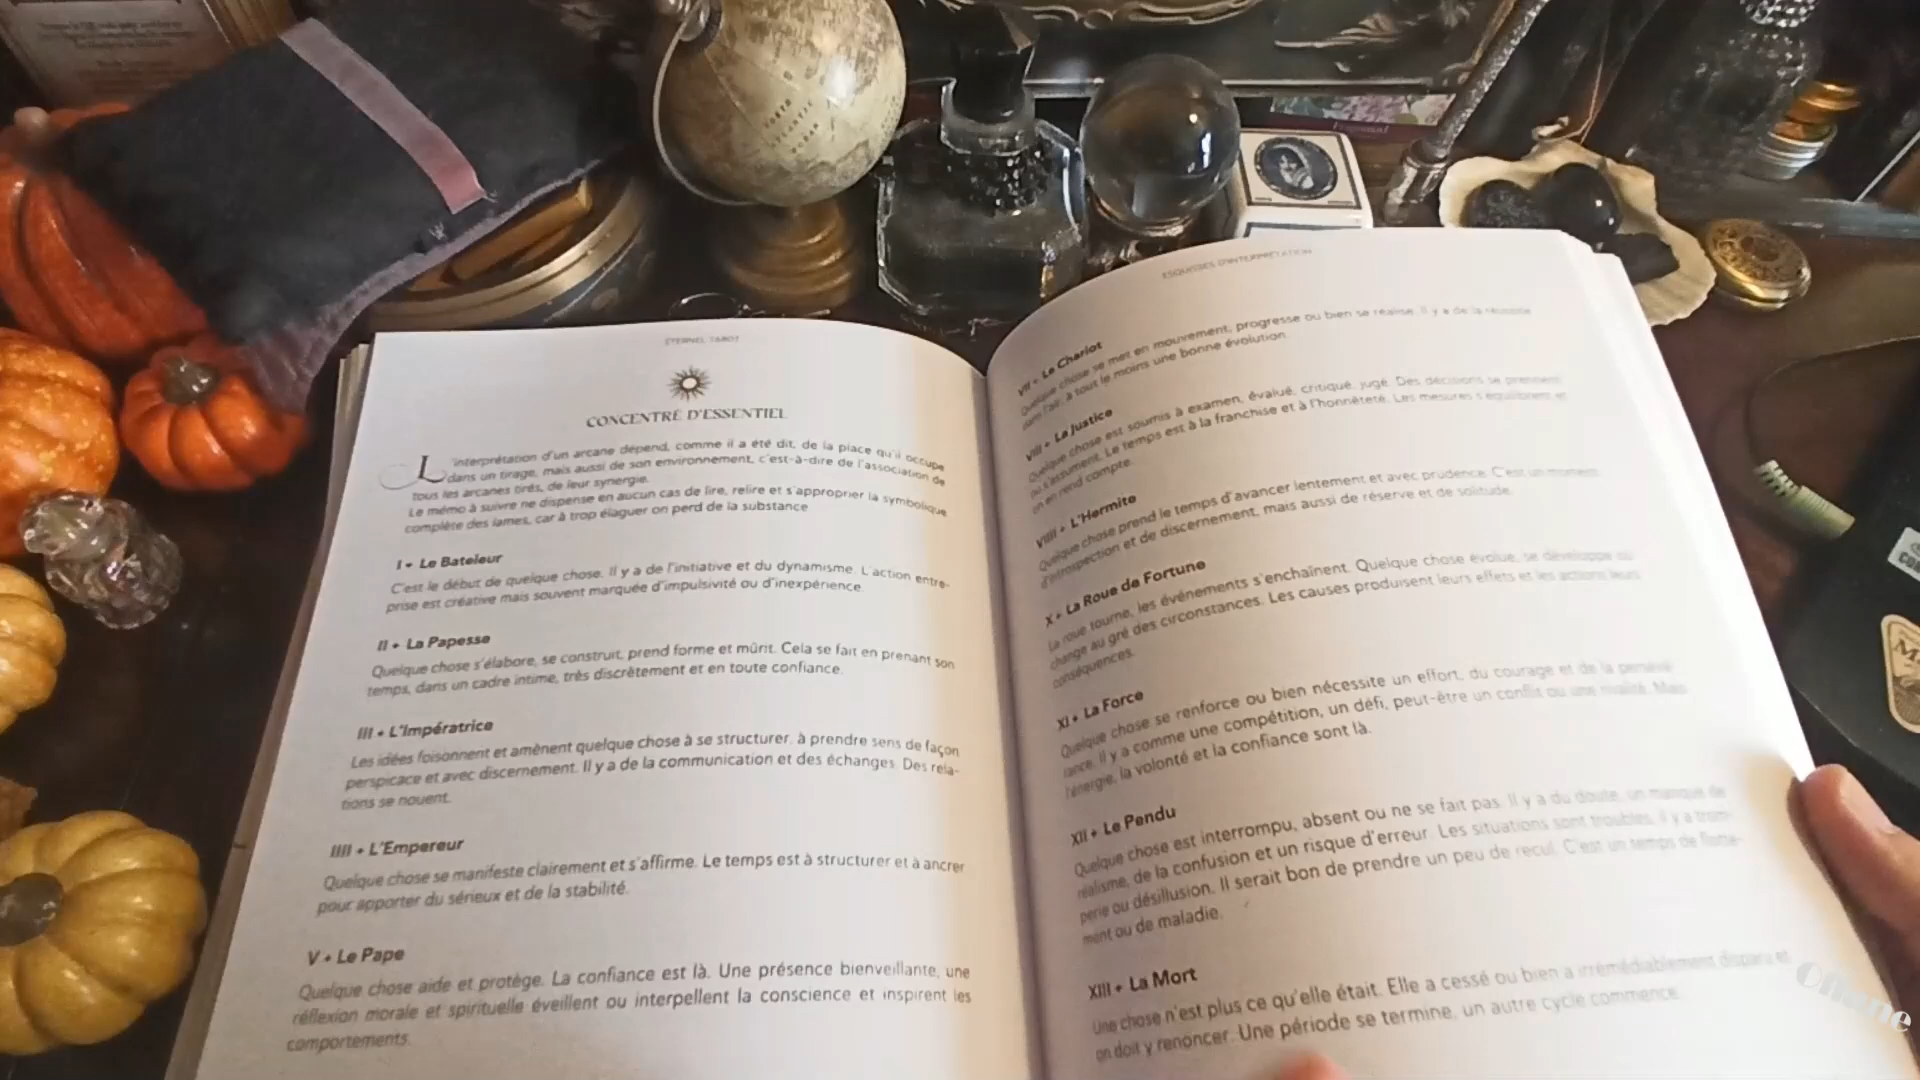 ÉTERNEL TAROT
CONCENTRÉ D'ESSENTIEL
L'interprétation d'un arcane dépend, comme il a été dit, de la place qu'il occupe
dans un tirage, mais aussi de son environnement, c'est-à-dire de l'association de
tous les arcanes tirés, de leur synergie.
Le mémo à suivre ne dispense en aucun cas de lire, relire et s'approprier la symbolique
complète des lames, car à trop élaguer on perd de la substance
I • Le Bateleur
C'est le début de quelque chose. Il y a de l'initiative et du dynamisme. L'action entre-
prise est créative mais souvent marquée d'impulsivité ou d'inexpérience.
II • La Papesse
Quelque chose s'élabore, se construit, prend forme et mûrit. Cela se fait en prenant son
temps, dans un cadre intime, très discrètement et en toute confiance.
III • L'Impératrice
Les idées foisonnent et amènent quelque chose à se structurer, à prendre sens de façon
perspicace et avec discernement. Il y a de la communication et des échanges. Des rela-
tions se nouent.
IIII • L'Empereur
Quelque chose se manifeste clairement et s'affirme. Le temps est à structurer et à ancrer
pour apporter du sérieux et de la stabilité.
V • Le Pape
Quelque chose aide et protège. La confiance est là. Une présence bienveillante, une
réflexion morale et spirituelle éveillent ou interpellent la conscience et inspirent les
comportements.
ESQUISSES D'INTERPRÉTATION
VII • Le Chariot
Quelque chose se met en mouvement, progresse ou bien se réalise. Il y a de la réussite
dans l'air, à tout le moins une bonne évolution.
VIII • La Justice
Quelque chose est soumis à examen, évalué, critiqué, jugé. Des décisions se prennent
ou s'assument. Le temps est à la franchise et à l'honnêteté. Les mesures s'équilibrent et
on en rend compte.
VIIII • L'Hermite
Quelque chose prend le temps d'avancer lentement et avec prudence. C'est un moment
d'introspection et de discernement, mais aussi de réserve et de solitude.
X • La Roue de Fortune
La roue tourne, les événements s'enchaînent. Quelque chose évolue, se développe ou
change au gré des circonstances. Les causes produisent leurs effets et les actions leurs
conséquences.
XI • La Force
Quelque chose se renforce ou bien nécessite un effort, du courage et de la persévé-
rance. Il y a comme une compétition, un défi, peut-être un conflit ou une rivalité. Mais
l'énergie, la volonté et la confiance sont là.
XII • Le Pendu
Quelque chose est interrompu, absent ou ne se fait pas. Il y a du doute, un manque de
réalisme, de la confusion et un risque d'erreur. Les situations sont troubles, il y a trom-
perie ou désillusion. Il serait bon de prendre un peu de recul. C'est un temps de flotte-
ment ou de maladie.
XIII • La Mort
Une chose n'est plus ce qu'elle était. Elle a cessé ou bien a irrémédiablement disparu et
on doit y renoncer. Une période se termine, un autre cycle commence.
NORTH
ATLANTIC
OCEAN